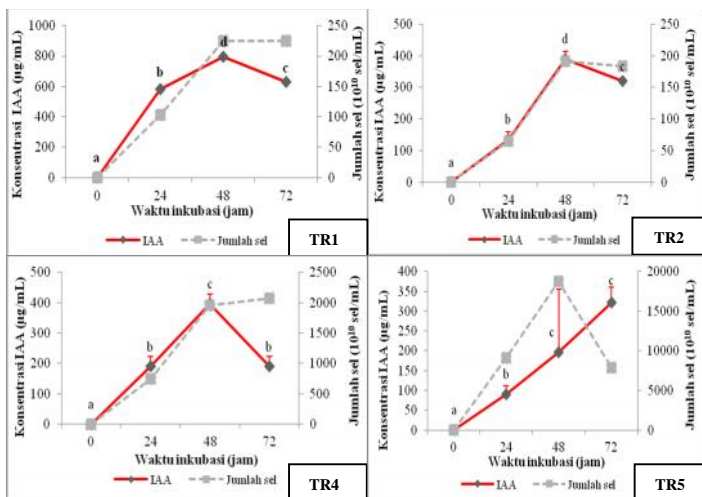 Konsentrasi IAA (µg/mL)
1000
800
600
400
200
0
a
b
d
c
250
200
150
100
50
0
Jumlah sel (10¹⁰ sel/mL)
0 24 48 72
Waktu inkubasi (jam)
IAA Jumlah sel
TR1
Konsentrasi IAA (µg/mL)
500
400
300
200
100
0
a
b
d
c
250
200
150
100
50
0
Jumlah sel (10¹⁰ sel/mL)
0 24 48 72
Waktu inkubasi (jam)
IAA Jumlah sel
TR2
Konsentrasi IAA (µg/mL)
500
400
300
200
100
0
a
b
c
b
2500
2000
1500
1000
500
0
Jumlah sel (10¹⁰ sel/mL)
0 24 48 72
Waktu inkubasi (jam)
IAA Jumlah sel
TR4
Konsentrasi IAA (µg/mL)
400
350
300
250
200
150
100
50
0
a
b
c
c
20000
15000
10000
5000
0
Jumlah sel (10¹⁰ sel/mL)
0 24 48 72
Waktu inkubasi (jam)
IAA Jumlah sel
TR5